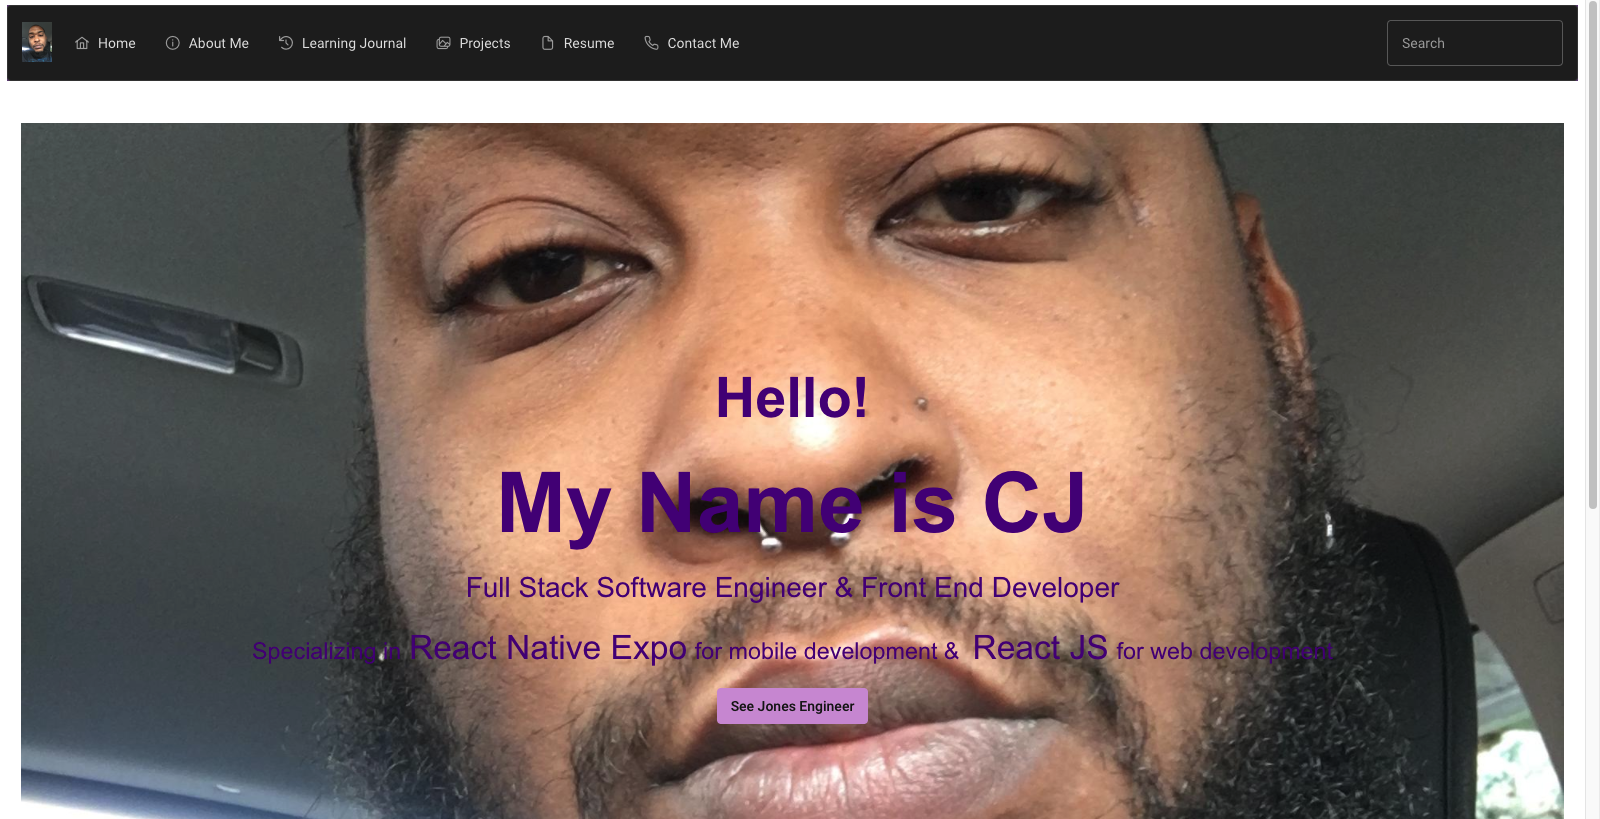 Home About Me Learning Journal Projects Resume Contact Me Search
Hello!
My Name is CJ
Full Stack Software Engineer & Front End Developer
Specializing in React Native Expo for mobile development & React JS for web development
See Jones Engineer